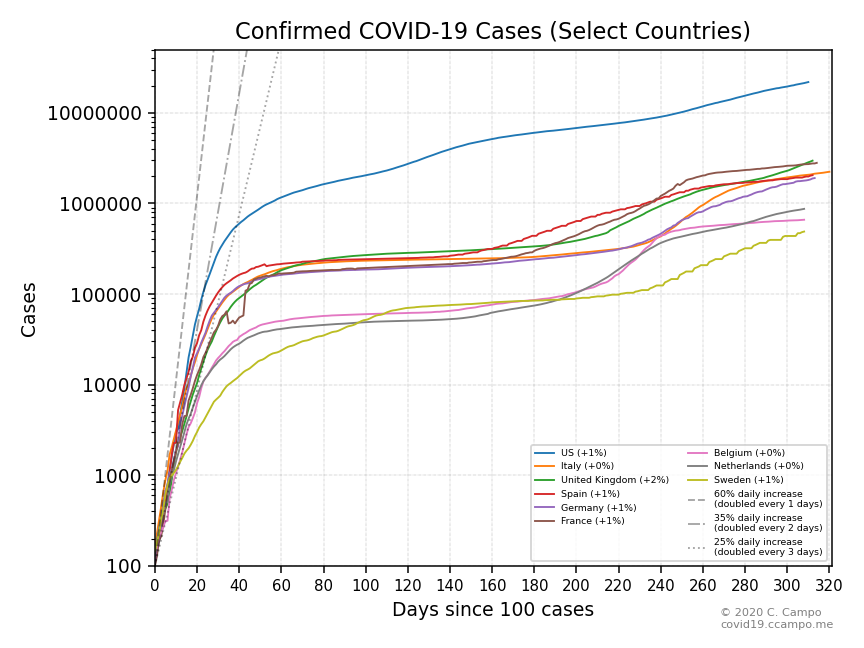 Confirmed COVID-19 Cases (Select Countries)
Cases
10000000
1000000
100000
10000
1000
100
US (+1%)
Italy (+0%)
United Kingdom (+2%)
Spain (+1%)
Germany (+1%)
France (+1%)
Belgium (+0%)
Netherlands (+0%)
Sweden (+1%)
60% daily increase
(doubled every 1 days)
35% daily increase
(doubled every 2 days)
25% daily increase
(doubled every 3 days)
0 20 40 60 80 100 120 140 160 180 200 220 240 260 280 300 320
Days since 100 cases
© 2020 C. Campo
covid19.ccampo.me